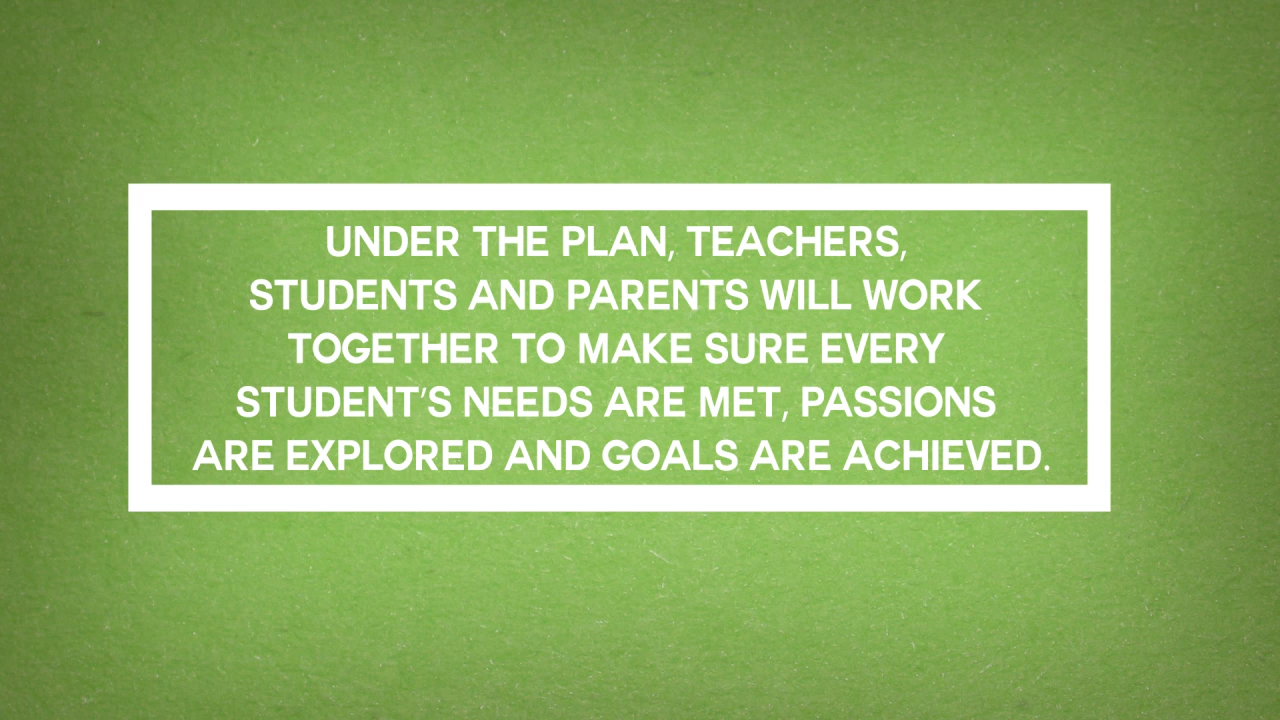 UNDER THE PLAN, TEACHERS,
STUDENTS AND PARENTS WILL WORK
TOGETHER TO MAKE SURE EVERY
STUDENT'S NEEDS ARE MET, PASSIONS
ARE EXPLORED AND GOALS ARE ACHIEVED.